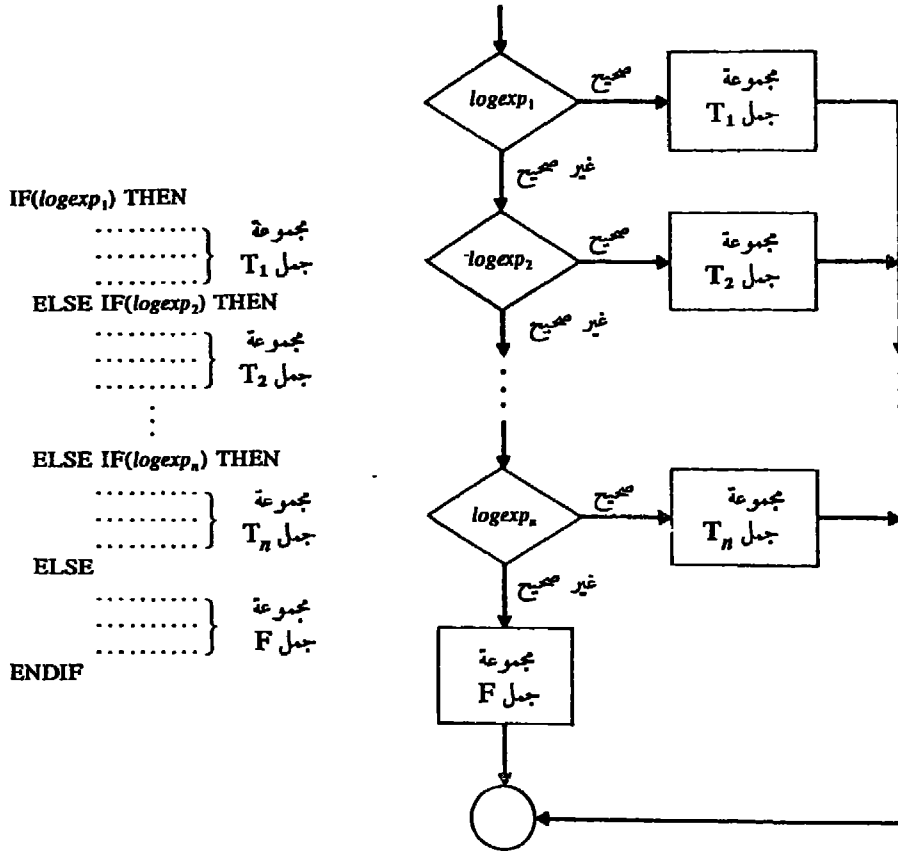 IF(logexp₁) THEN
..........
.......... مجموعة
.......... جمل T₁
ELSE IF(logexp₂) THEN
..........
.......... مجموعة
.......... جمل T₂
⋮
ELSE IF(logexpₙ) THEN
..........
.......... مجموعة
.......... جمل Tₙ
ELSE
..........
.......... مجموعة
.......... جمل F
ENDIF
logexp₁
صحيح
مجموعة
جمل T₁
غير صحيح
logexp₂
صحيح
مجموعة
جمل T₂
غير صحيح
logexpₙ
صحيح
مجموعة
جمل Tₙ
غير صحيح
مجموعة
جمل F